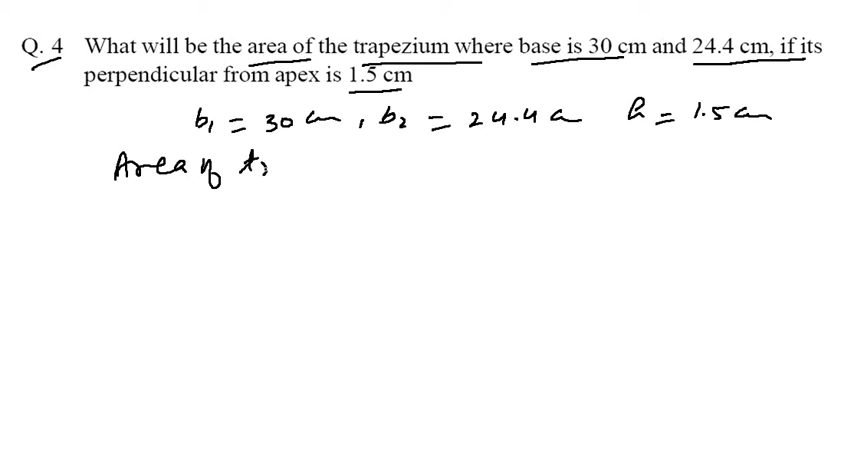 Q. 4 What will be the area of the trapezium where base is 30 cm and 24.4 cm, if its
perpendicular from apex is 1.5 cm
b₁ = 30 cm, b₂ = 24.4 cm h = 1.5 cm
Area of